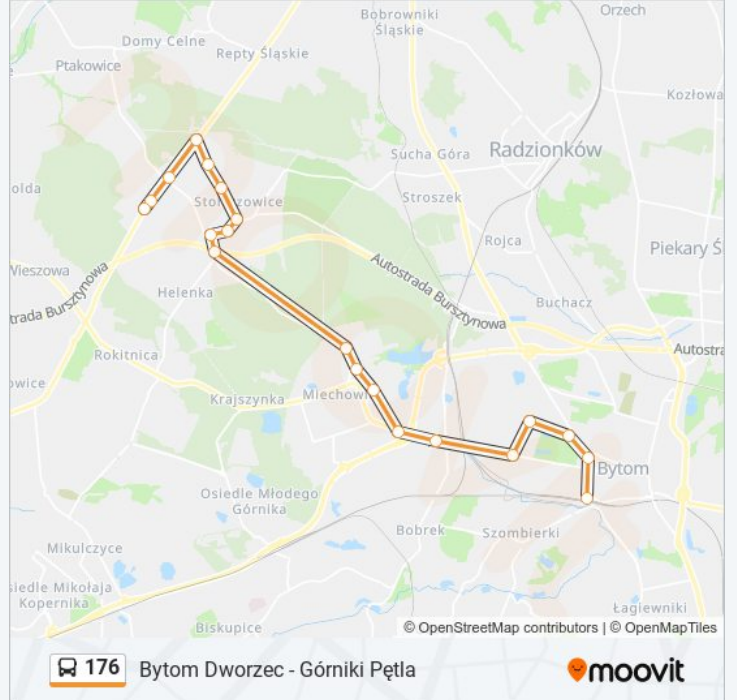 Orzech
Bobrowniki
Śląskie
Domy Celne
Repty Śląskie
Ptakowice
Kozłowa
Radzionków
Sucha Góra
olda
Stroszek
Rojca
Piekary Ś
Wieszowa
Autostrada Bursztynowa
trada Bursztynowa
Helenka
Buchacz
Rokitnica
Autostra
owice
Krajszynka
Miechowi
Bytom
Osiedle Młodego
Górnika
Bobrek
Szombierki
Mikulczyce
siedle Mikołaja
Kopernika
Łagiewniki
Biskupice
© OpenStreetMap contributors | © OpenMapTiles
176
Bytom Dworzec - Górniki Pętla
moovit